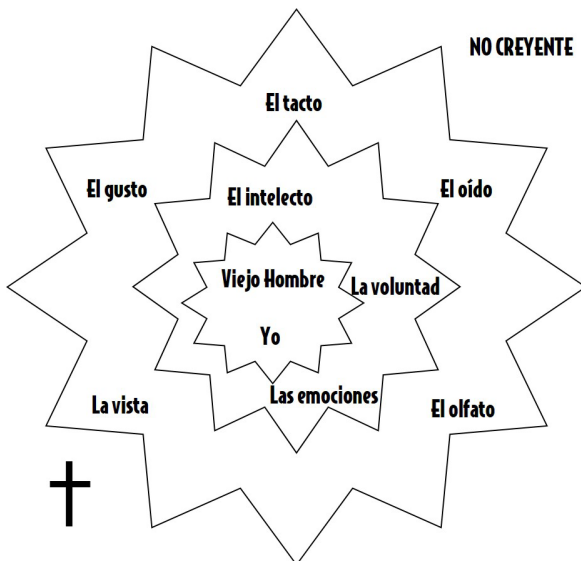 NO CREYENTE
El tacto
El gusto
El intelecto
El oído
Viejo Hombre
La voluntad
Yo
Las emociones
La vista
El olfato